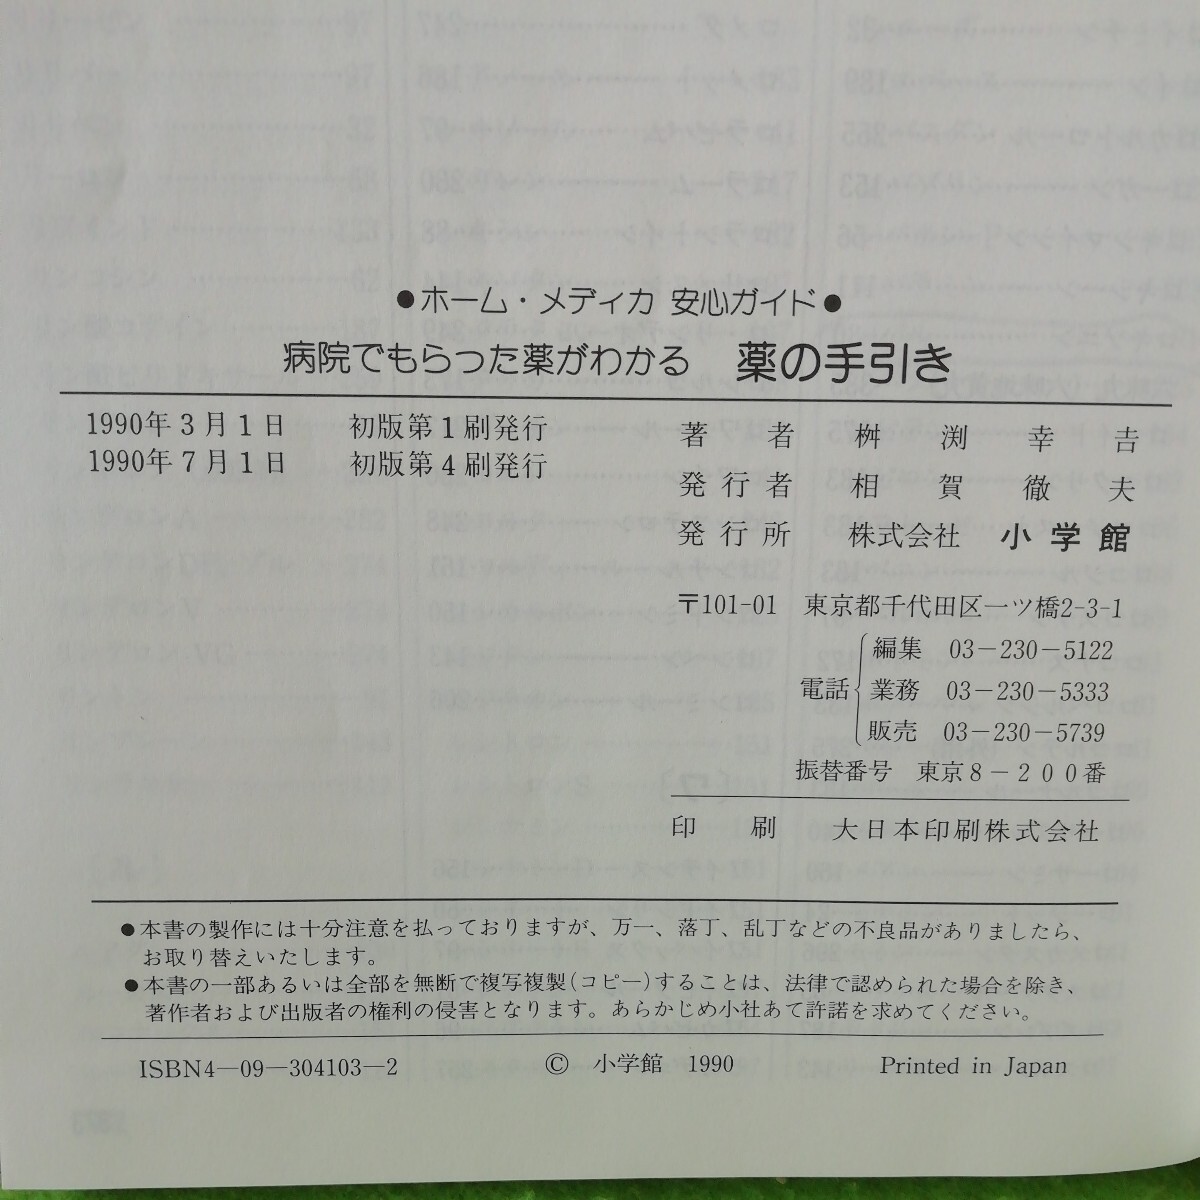 ●ホーム・メディカ 安心ガイド●
病院でもらった薬がわかる 薬の手引き
1990年3月1日 初版第1刷発行
1990年7月1日 初版第4刷発行
著者 桝渕幸吉
発行者 相賀徹夫
発行所 株式会社 小学館
〒101-01 東京都千代田区一ツ橋2-3-1
電話 編集 03-230-5122
業務 03-230-5333
販売 03-230-5739
振替番号 東京8-200番
印刷 大日本印刷株式会社
●本書の製作には十分注意を払っておりますが、万一、落丁、乱丁などの不良品がありましたら、
お取り替えいたします。
●本書の一部あるいは全部を無断で複写複製(コピー)することは、法律で認められた場合を除き、
著作者および出版者の権利の侵害となります。あらかじめ小社あて許諾を求めてください。
ISBN4-09-304103-2 © 小学館 1990 Printed in Japan